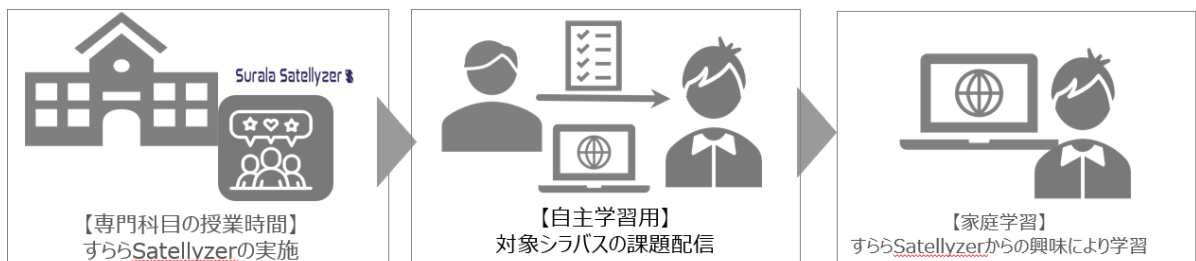 Surala Satellyzer
【専門科目の授業時間】
すららSatellyzerの実施
【自主学習用】
対象シラバスの課題配信
【家庭学習】
すららSatellyzerからの興味により学習